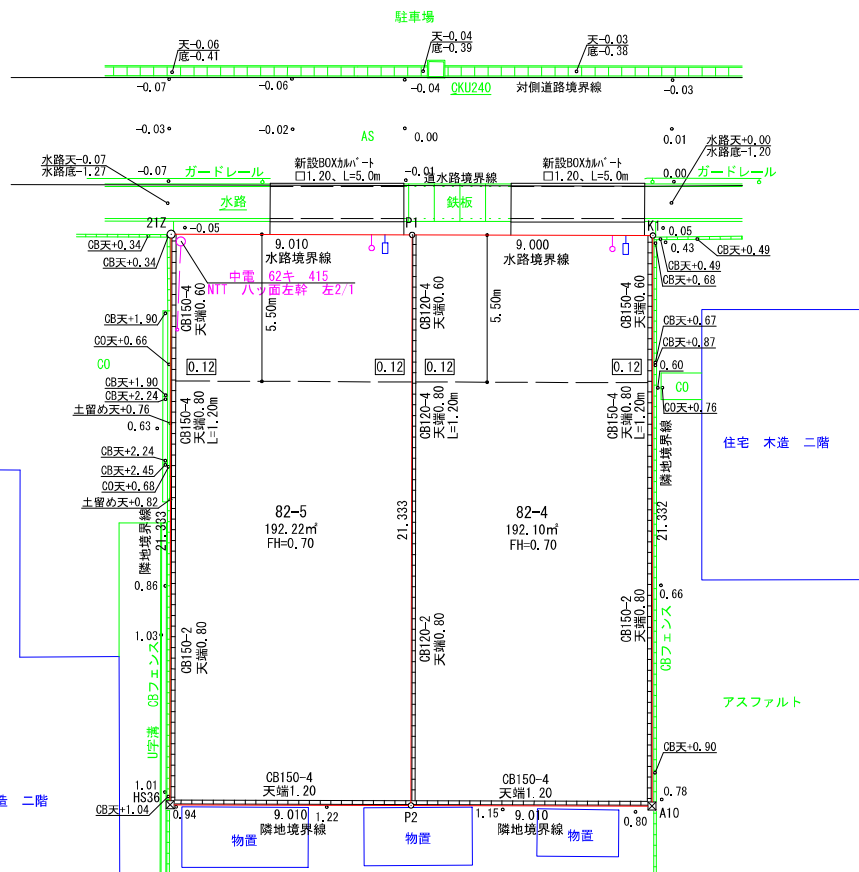 駐車場
天-0.06
底-0.41
天-0.04
底-0.39
天-0.03
底-0.38
-0.07
-0.06
-0.04
CKU240
対側道路境界線
-0.03
-0.03
-0.02
AS
0.00
0.01
水路天+0.00
水路底-1.20
水路天-0.07
水路底-1.27
-0.07
ガードレール
新設BOXカルバート
□1.20、L=5.0m
-0.01
道水路境界線
新設BOXカルバート
□1.20、L=5.0m
0.00
ガードレール
水路
鉄板
21Z
-0.05
P1
K1
0.05
CB天+0.34
CB天+0.34
9.010
水路境界線
9.000
水路境界線
0.43
CB天+0.49
CB天+0.49
CB天+0.68
中電 62キ 415
NTT 八ッ面左幹 左2/1
CB150-4
天端0.60
5.50m
CB120-4
天端0.60
5.50m
CB150-4
天端0.60
CB天+1.90
CO天+0.66
CO
CB天+0.67
CB天+0.87
0.60
CO
CO天+0.76
0.12
0.12
0.12
0.12
CB天+1.90
CB天+2.24
土留め天+0.76
0.63
CB150-4
天端0.80
L=1.20m
CB120-4
天端0.80
L=1.20m
CB150-4
天端0.80
L=1.20m
隣地境界線
住宅 木造 二階
CB天+2.24
CB天+2.45
CO天+0.68
土留め天+0.82
82-5
192.22㎡
FH=0.70
82-4
192.10㎡
FH=0.70
21.333
隣地境界線
21.333
21.332
0.86
0.66
1.03
CB150-2
天端0.80
CB120-2
天端0.80
CB150-2
天端0.80
CBフェンス
CBフェンス
U字溝
アスファルト
CB天+0.90
1.01
HS36
CB150-4
天端1.20
CB150-4
天端1.20
0.78
造 二階
CB天+1.04
0.94
9.010
1.22
P2
1.15
9.010
0.80
A10
隣地境界線
隣地境界線
物置
物置
物置